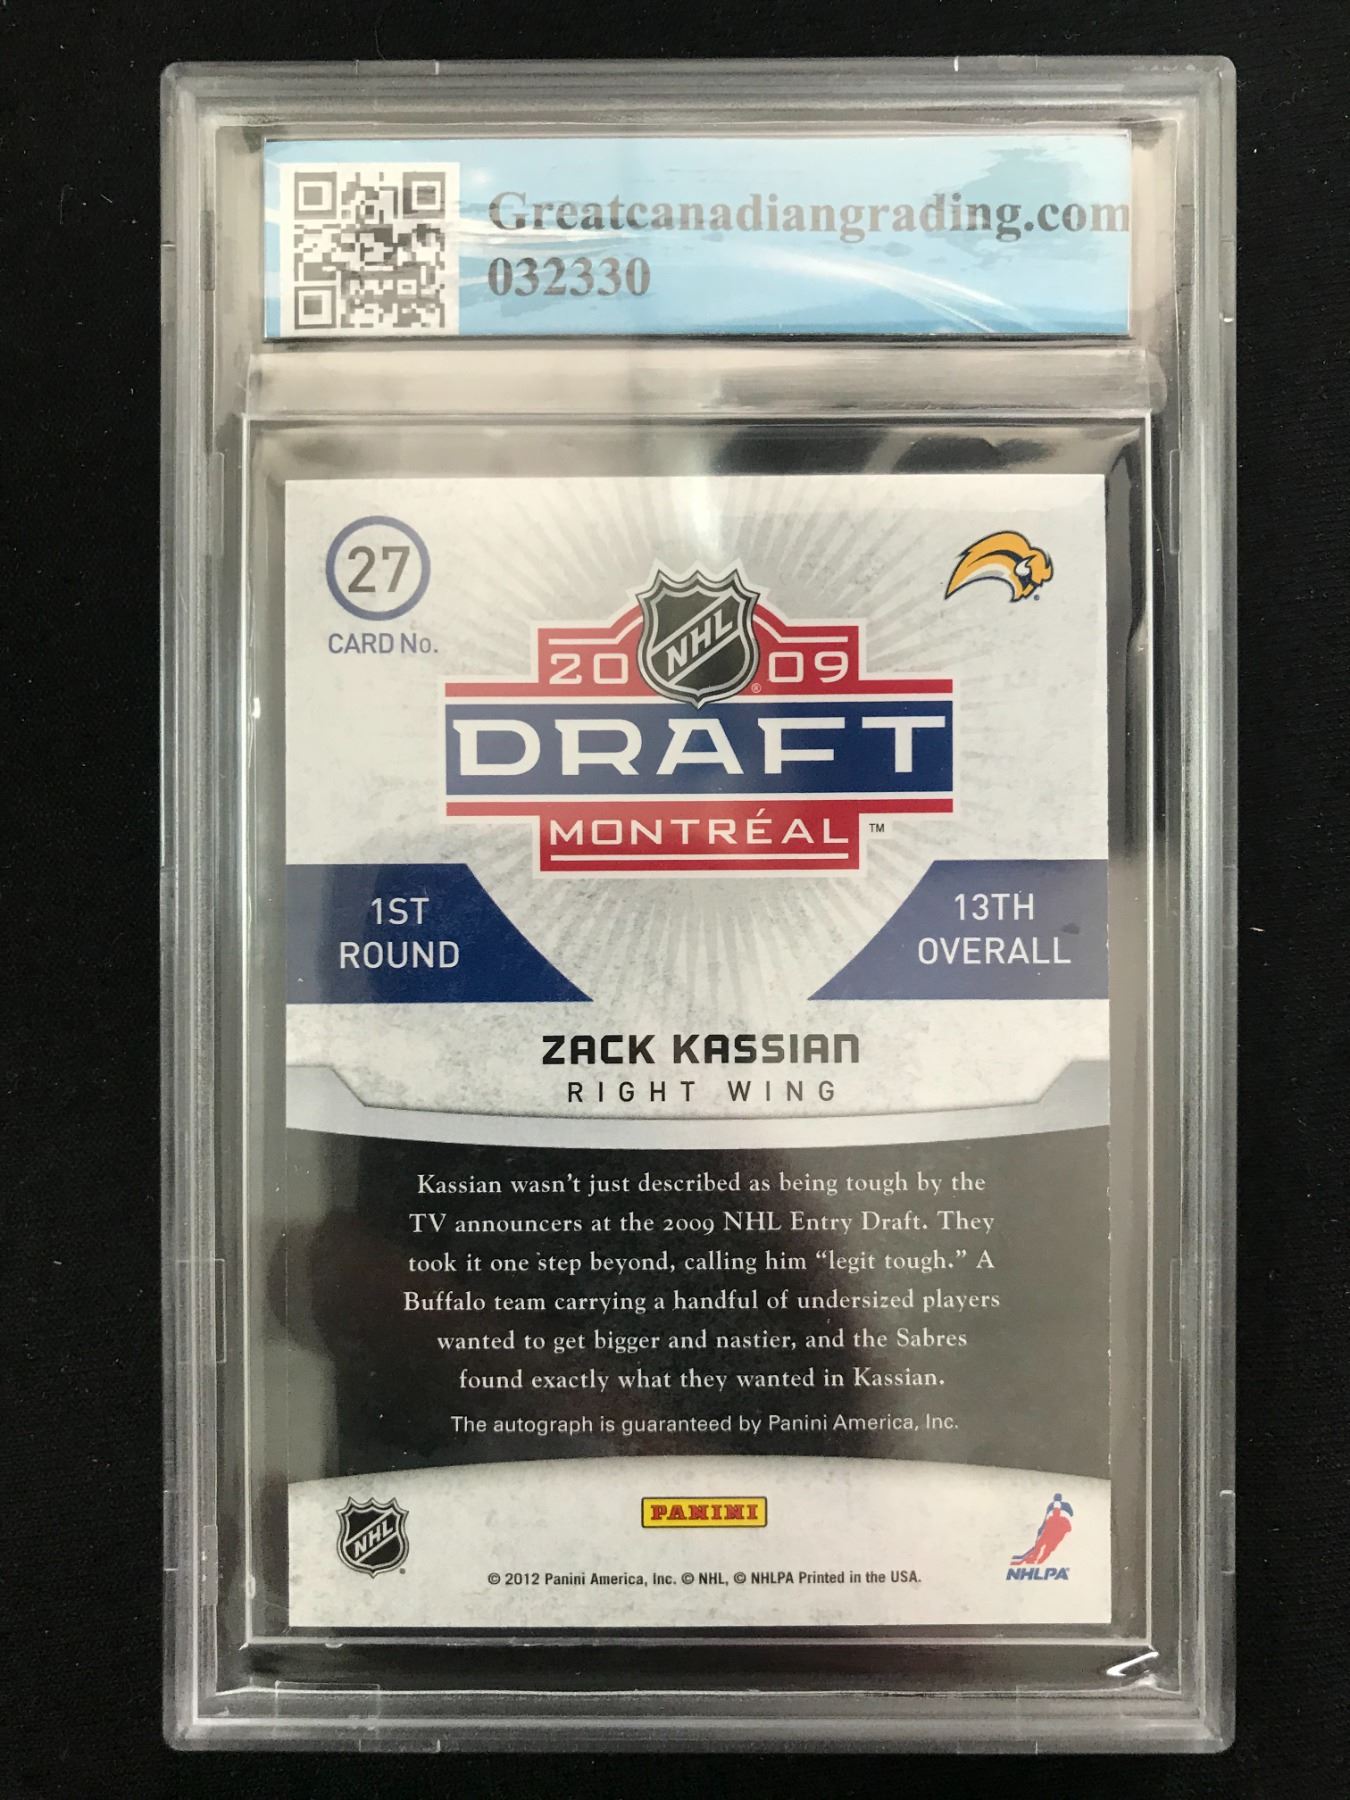 Greatcanadiangrading.com
032330
27
CARD No.
NHL
®
20 09
DRAFT
MONTRÉAL ™
1ST
ROUND
13TH
OVERALL
ZACK KASSIAN
RIGHT WING
Kassian wasn't just described as being tough by the
TV announcers at the 2009 NHL Entry Draft. They
took it one step beyond, calling him “legit tough.” A
Buffalo team carrying a handful of undersized players
wanted to get bigger and nastier, and the Sabres
found exactly what they wanted in Kassian.
The autograph is guaranteed by Panini America, Inc.
NHL
PANINI
NHLPA
© 2012 Panini America, Inc. © NHL, © NHLPA Printed in the USA.